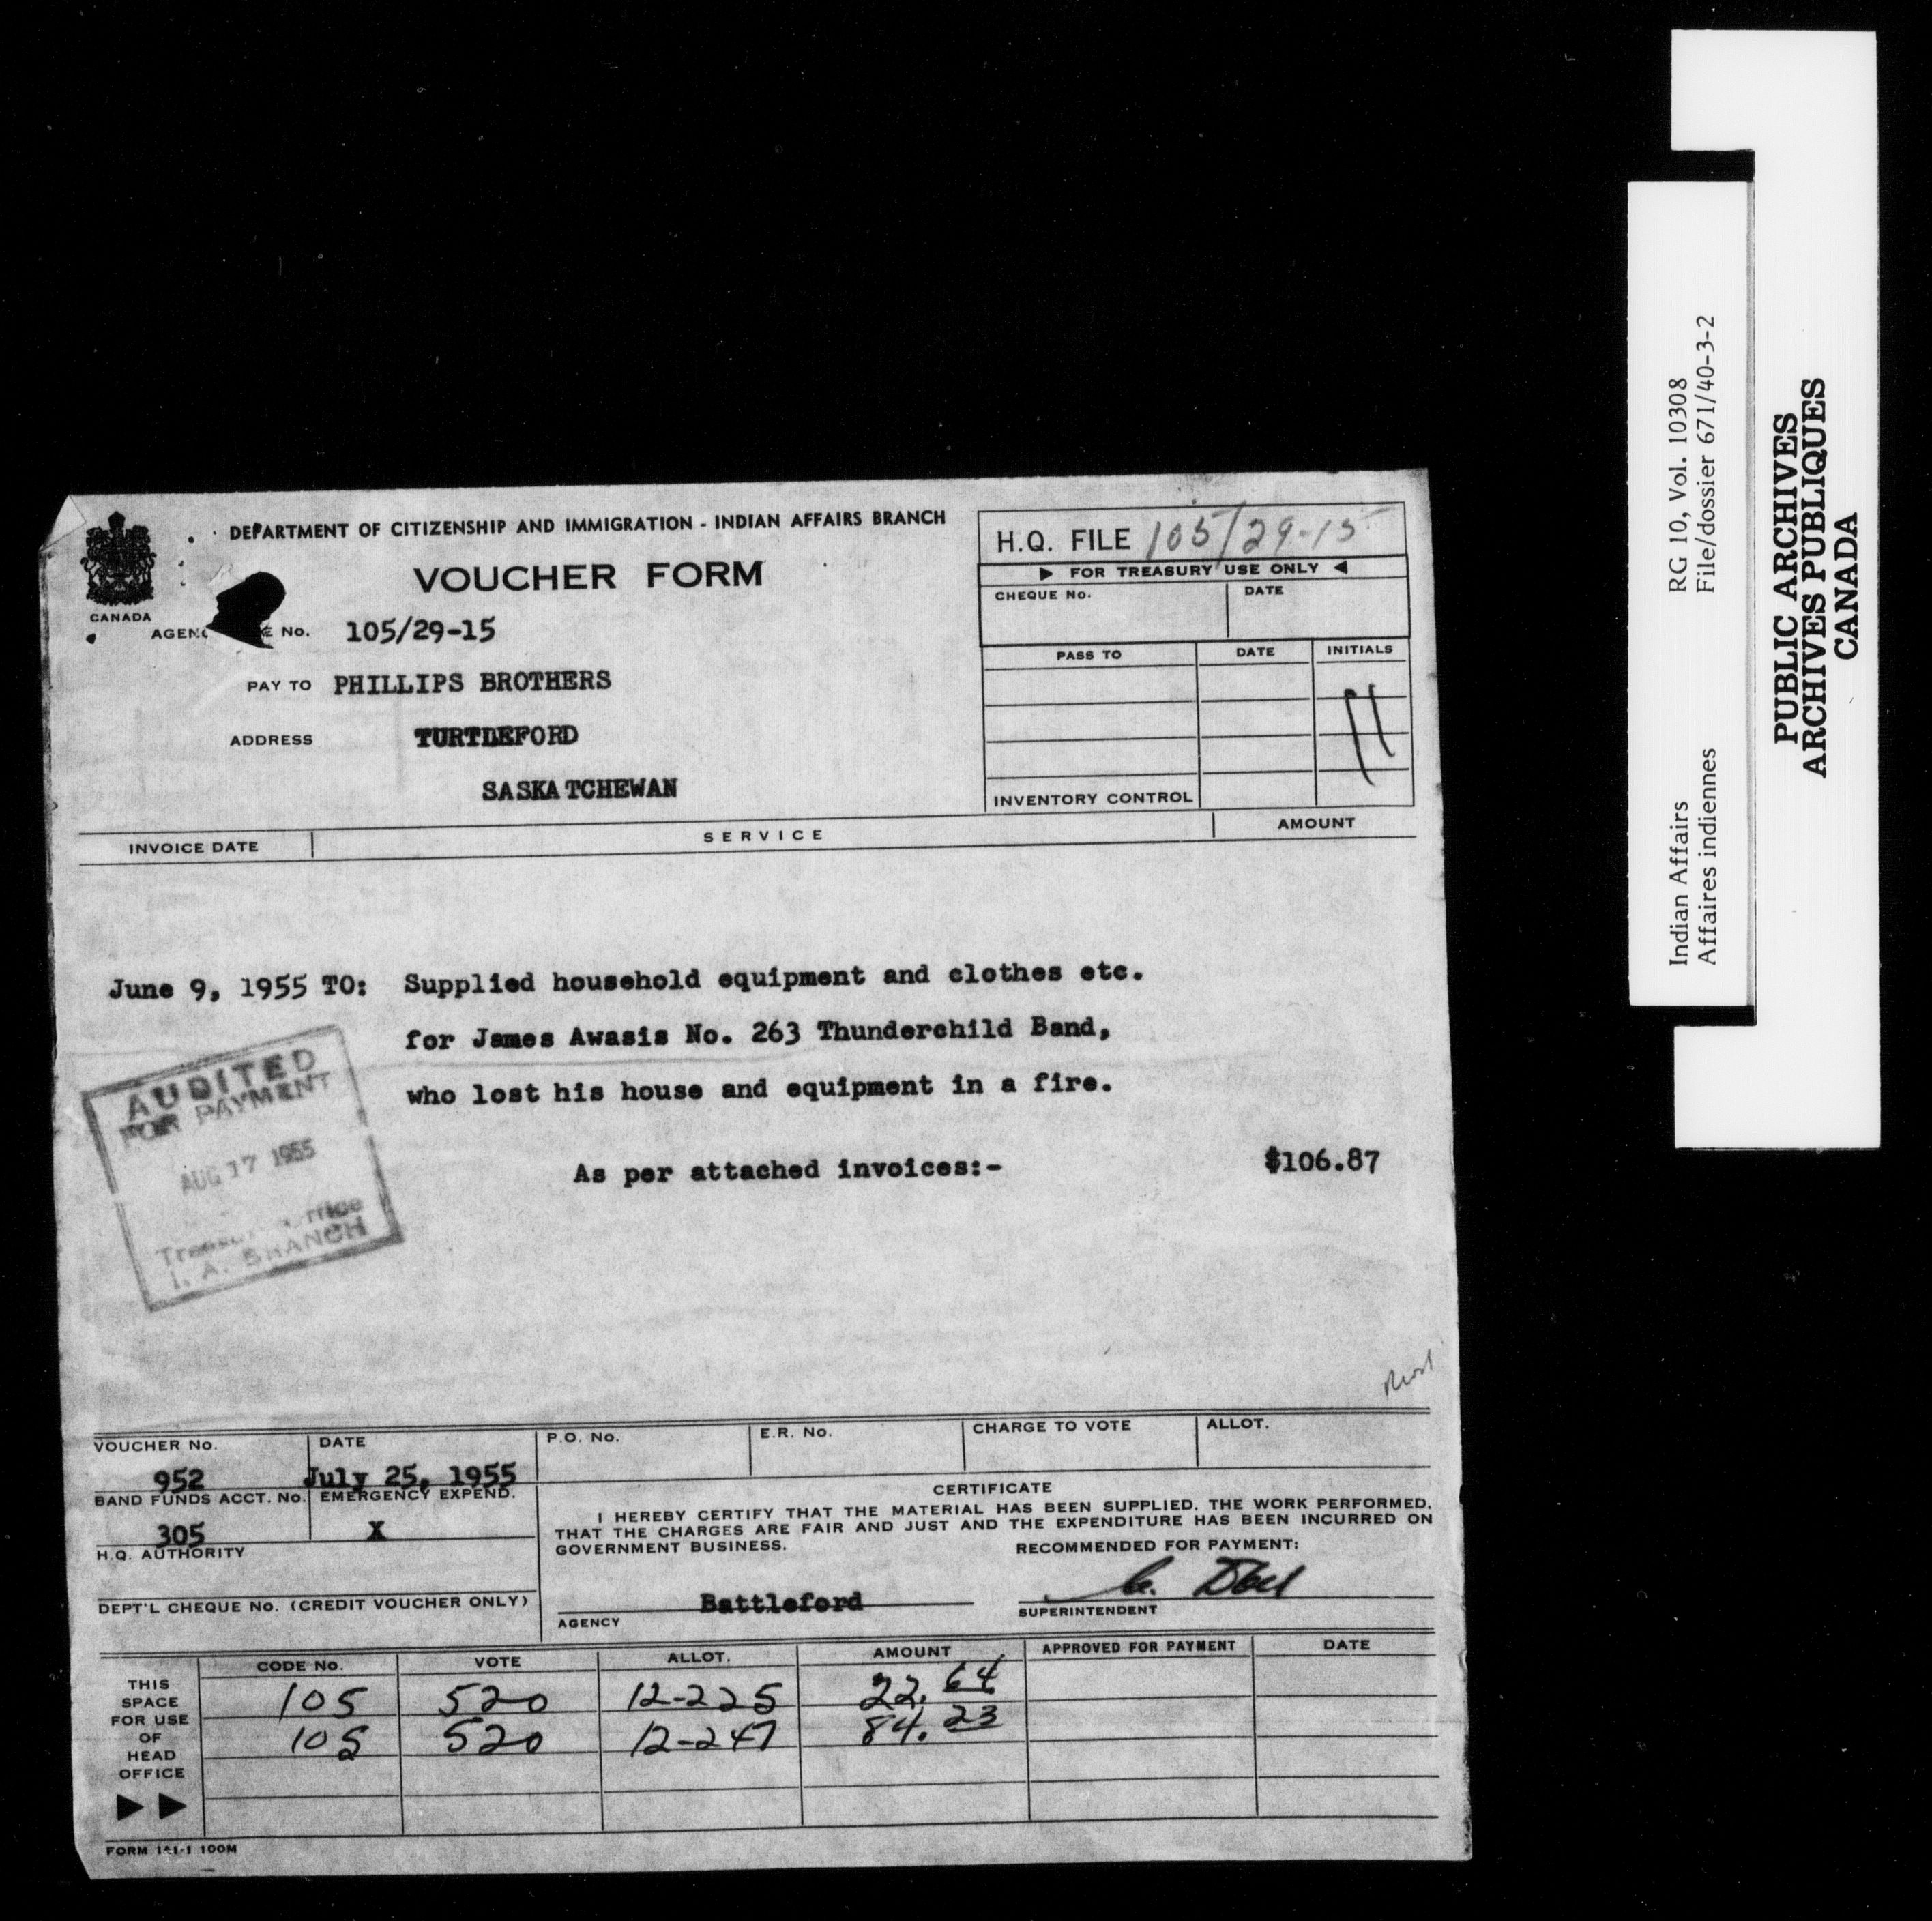 DEPARTMENT OF CITIZENSHIP AND IMMIGRATION - INDIAN AFFAIRS BRANCH
VOUCHER FORM
CANADA
H.Q. FILE 105/29-15
▶ FOR TREASURY USE ONLY ◀
CHEQUE No. DATE
PASS TO DATE INITIALS
INVENTORY CONTROL
No. 105/29-15
PAY TO PHILLIPS BROTHERS
ADDRESS TURTLEFORD
SASKATCHEWAN
INVOICE DATE SERVICE AMOUNT
June 9, 1955 TO: Supplied household equipment and clothes etc.
for James Awasis No. 263 Thunderchild Band,
who lost his house and equipment in a fire.
As per attached invoices:- $106.87
AUDITED
FOR PAYMENT
AUG 17 1955
I. A. BRANCH
VOUCHER No. DATE P.O. No. E.R. No. CHARGE TO VOTE ALLOT.
952 July 25, 1955
BAND FUNDS ACCT. No. EMERGENCY EXPEND.
305 X
H.Q. AUTHORITY
DEPT'L CHEQUE No. (CREDIT VOUCHER ONLY)
CERTIFICATE
I HEREBY CERTIFY THAT THE MATERIAL HAS BEEN SUPPLIED. THE WORK PERFORMED.
THAT THE CHARGES ARE FAIR AND JUST AND THE EXPENDITURE HAS BEEN INCURRED ON
GOVERNMENT BUSINESS.
RECOMMENDED FOR PAYMENT:
Battleford
AGENCY
SUPERINTENDENT
THIS
SPACE
FOR USE
OF
HEAD
OFFICE
▶ ▶
CODE No. VOTE ALLOT. AMOUNT APPROVED FOR PAYMENT DATE
105 520 12-225 22.64
105 520 12-247 84.23
100M
Indian Affairs RG 10, Vol. 10308
Affaires indiennes File/dossier 671/40-3-2
PUBLIC ARCHIVES
ARCHIVES PUBLIQUES
CANADA